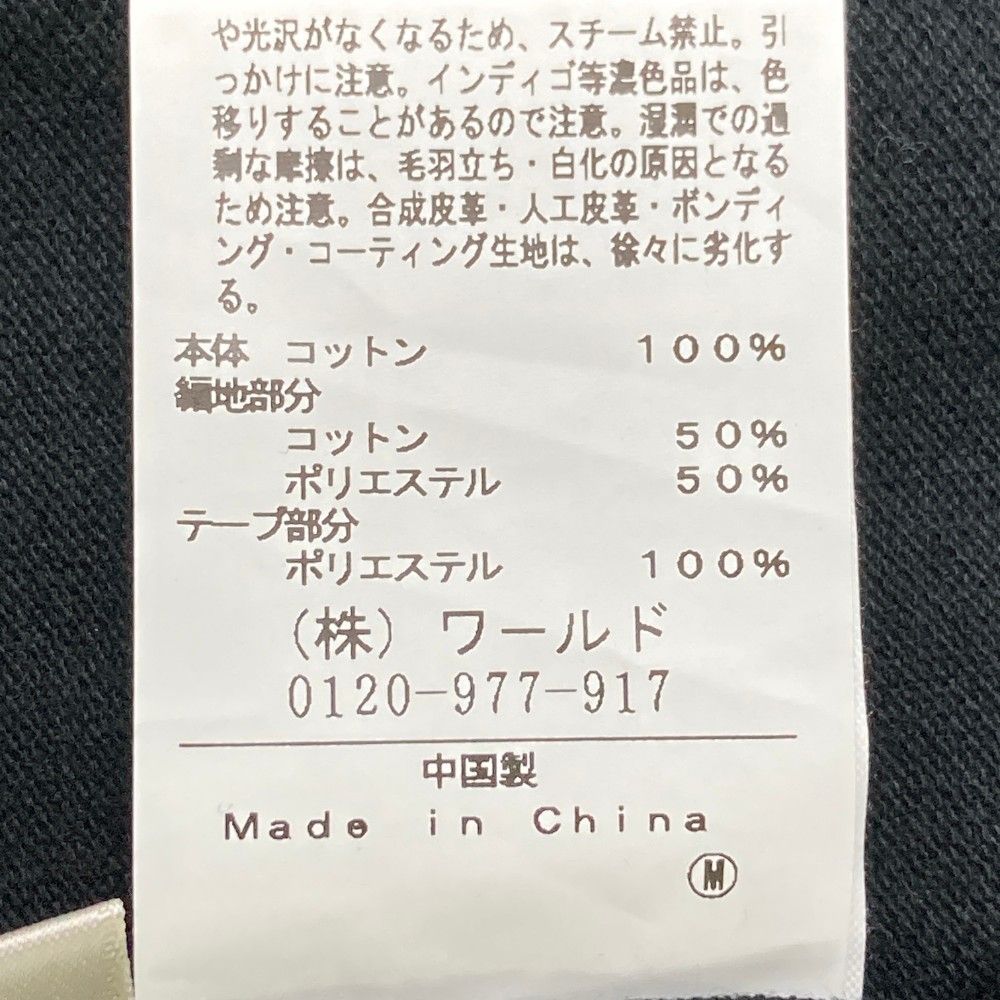 や光沢がなくなるため、スチーム禁止。引
っかけに注意。インディゴ等濃色品は、色
移りすることがあるので注意。湿潤での過
剰な摩擦は、毛羽立ち・白化の原因となる
ため注意。合成皮革・人工皮革・ボンディ
ング・コーティング生地は、徐々に劣化す
る。
本体 コットン 100%
編地部分
コットン 50%
ポリエステル 50%
テープ部分
ポリエステル 100%
(株) ワールド
0120-977-917
中国製
Made in China
Ⓜ